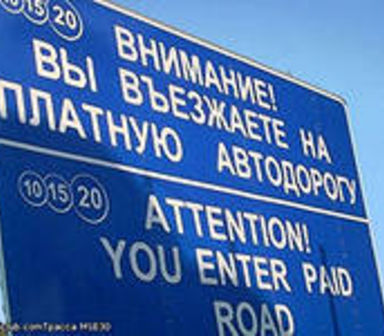 10 15 20
ВНИМАНИЕ!
ВЫ ВЪЕЗЖАЕТЕ НА
ПЛАТНУЮ АВТОДОРОГУ
10 15 20
ATTENTION!
YOU ENTER PAID
ROAD